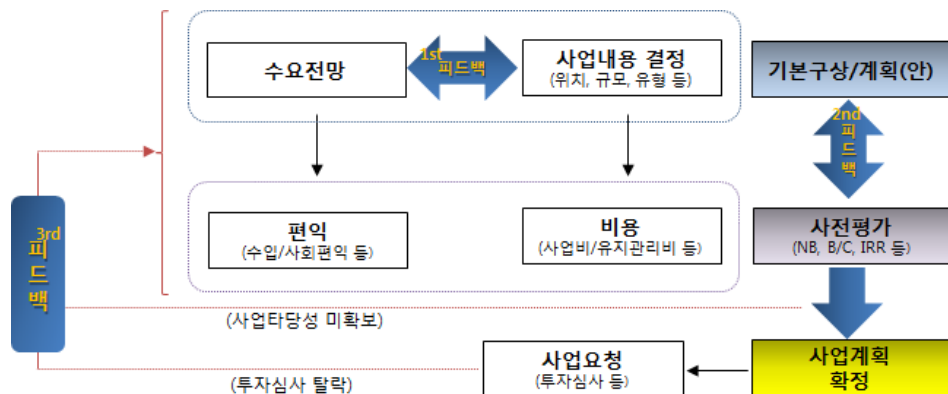 수요전망
1st
피드백
사업내용 결정
(위치, 규모, 유형 등)
기본구상/계획(안)
2nd
피
드
백
3rd
피
드
백
편익
(수입/사회편익 등)
비용
(사업비/유지관리비 등)
사전평가
(NB, B/C, IRR 등)
(사업타당성 미확보)
사업요청
(투자심사 등)
사업계획
확정
(투자심사 탈락)